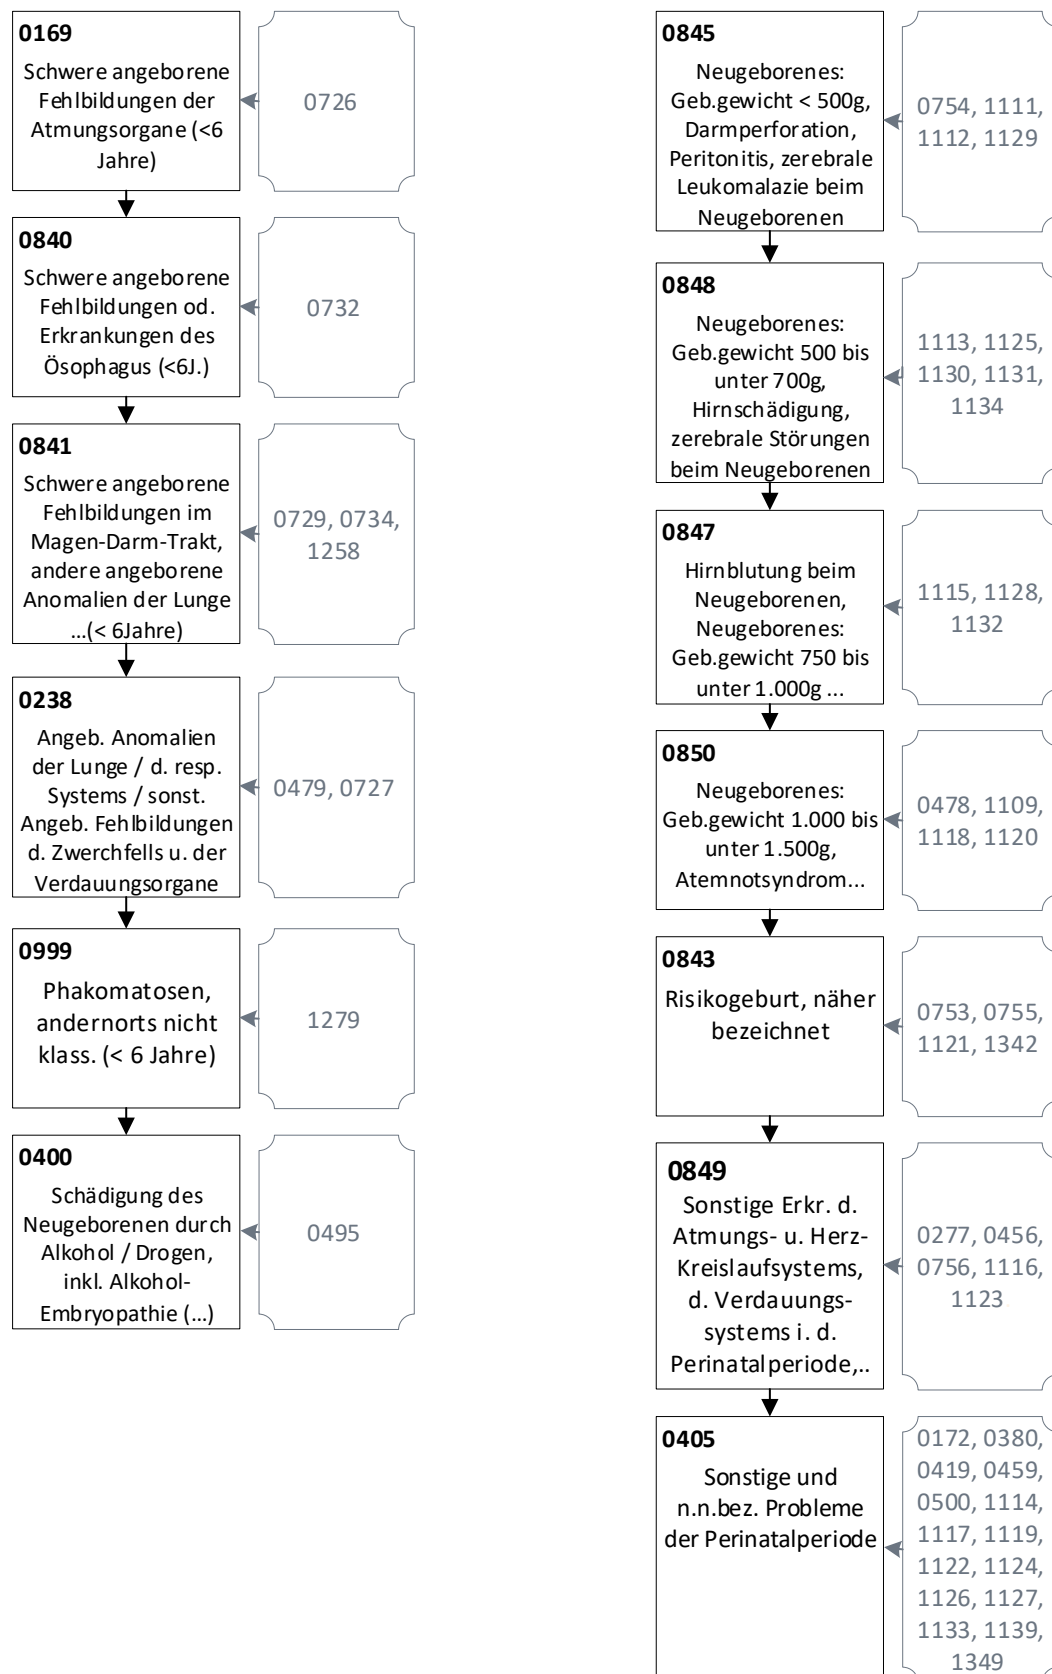 0169
Schwere angeborene
Fehlbildungen der
Atmungsorgane (<6
Jahre)
0726
0840
Schwere angeborene
Fehlbildungen od.
Erkrankungen des
Ösophagus (<6J.)
0732
0841
Schwere angeborene
Fehlbildungen im
Magen-Darm-Trakt,
andere angeborene
Anomalien der Lunge
...(< 6Jahre)
0729, 0734,
1258
0238
Angeb. Anomalien
der Lunge / d. resp.
Systems / sonst.
Angeb. Fehlbildungen
d. Zwerchfells u. der
Verdauungsorgane
0479, 0727
0999
Phakomatosen,
andernorts nicht
klass. (< 6 Jahre)
1279
0400
Schädigung des
Neugeborenen durch
Alkohol / Drogen,
inkl. Alkohol-
Embryopathie (...)
0495
0845
Neugeborenes:
Geb.gewicht < 500g,
Darmperforation,
Peritonitis, zerebrale
Leukomalazie beim
Neugeborenen
0754, 1111,
1112, 1129
0848
Neugeborenes:
Geb.gewicht 500 bis
unter 700g,
Hirnschädigung,
zerebrale Störungen
beim Neugeborenen
1113, 1125,
1130, 1131,
1134
0847
Hirnblutung beim
Neugeborenen,
Neugeborenes:
Geb.gewicht 750 bis
unter 1.000g ...
1115, 1128,
1132
0850
Neugeborenes:
Geb.gewicht 1.000 bis
unter 1.500g,
Atemnotsyndrom...
0478, 1109,
1118, 1120
0843
Risikogeburt, näher
bezeichnet
0753, 0755,
1121, 1342
0849
Sonstige Erkr. d.
Atmungs- u. Herz-
Kreislaufsystems,
d. Verdauungs-
systems i. d.
Perinatalperiode,..
0277, 0456,
0756, 1116,
1123
0405
Sonstige und
n.n.bez. Probleme
der Perinatalperiode
0172, 0380,
0419, 0459,
0500, 1114,
1117, 1119,
1122, 1124,
1126, 1127,
1133, 1139,
1349